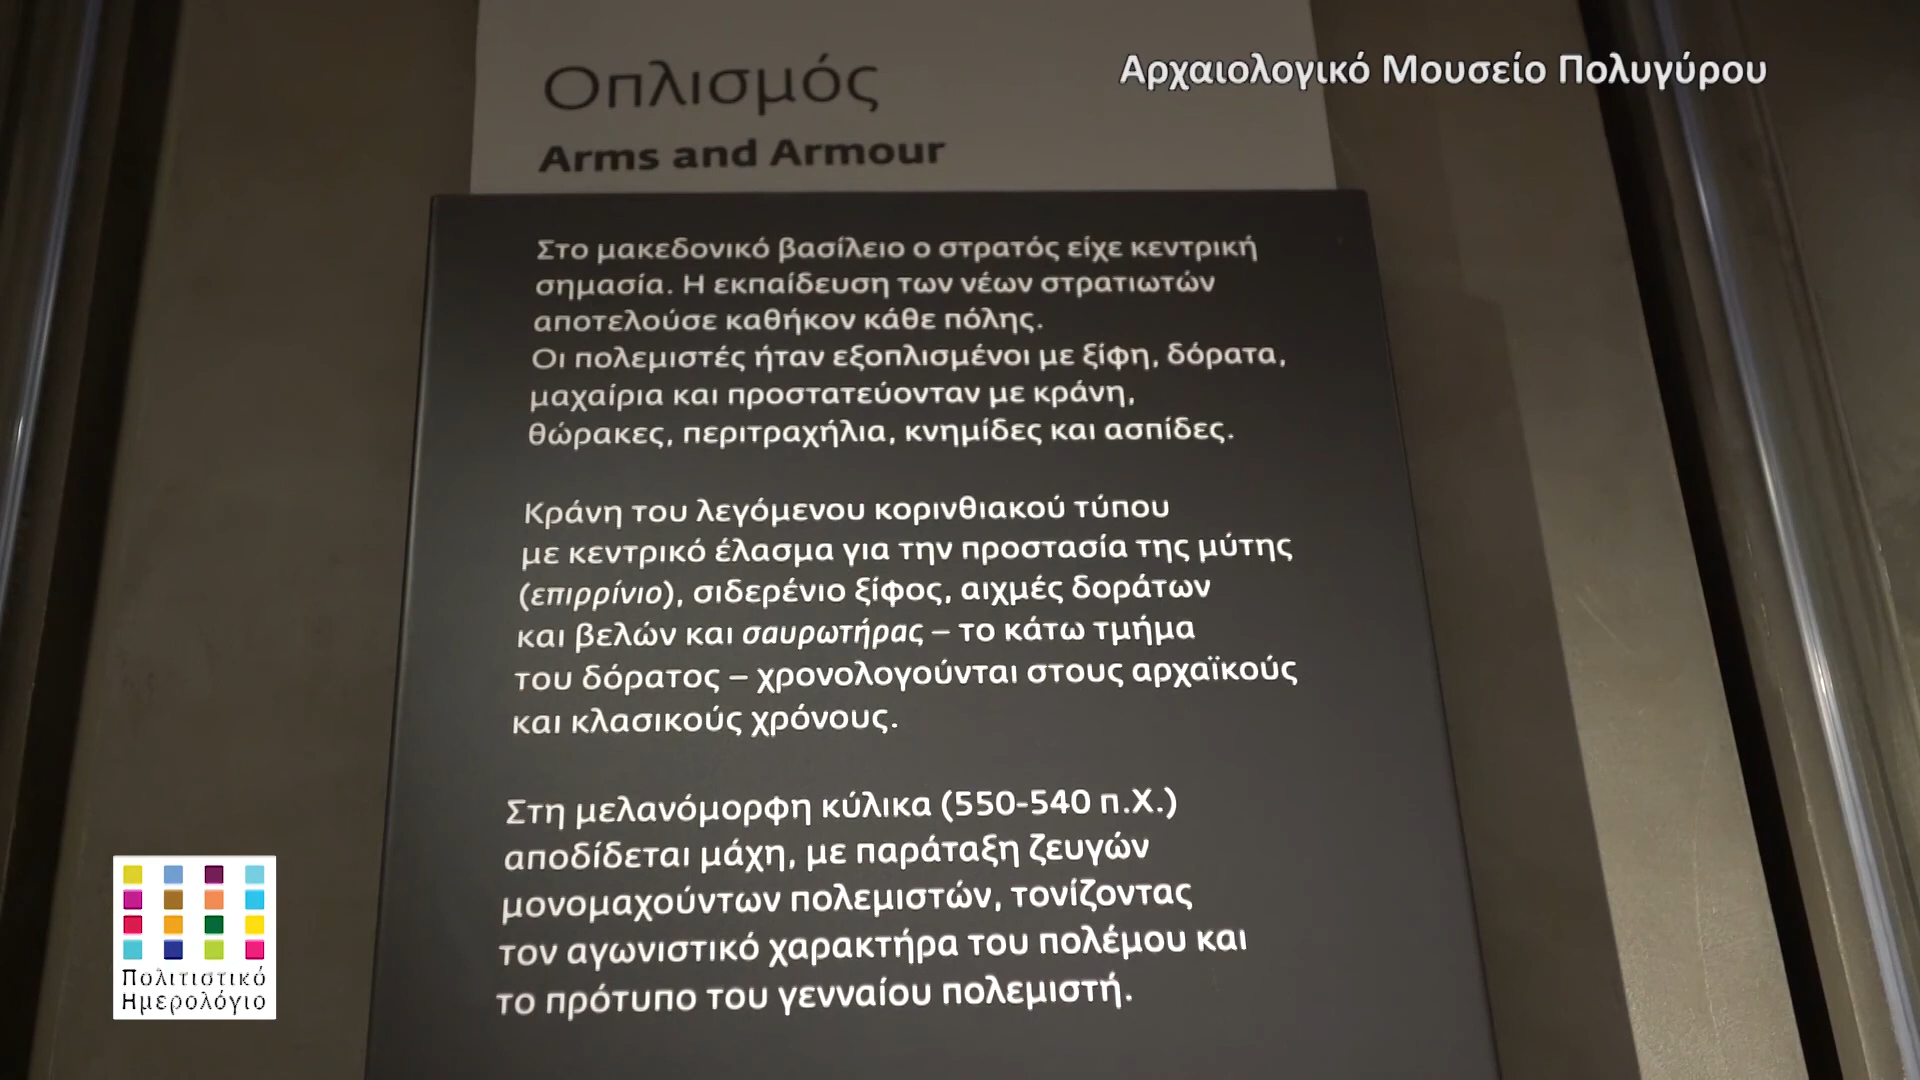 Αρχαιολογικό Μουσείο Πολυγύρου
Οπλισμός
Arms and Armour
Στο μακεδονικό βασίλειο ο στρατός είχε κεντρική
σημασία. Η εκπαίδευση των νέων στρατιωτών
αποτελούσε καθήκον κάθε πόλης.
Οι πολεμιστές ήταν εξοπλισμένοι με ξίφη, δόρατα,
μαχαίρια και προστατεύονταν με κράνη,
θώρακες, περιτραχήλια, κνημίδες και ασπίδες.
Κράνη του λεγόμενου κορινθιακού τύπου
με κεντρικό έλασμα για την προστασία της μύτης
(επιρρίνιο), σιδερένιο ξίφος, αιχμές δοράτων
και βελών και σαυρωτήρας – το κάτω τμήμα
του δόρατος – χρονολογούνται στους αρχαϊκούς
και κλασικούς χρόνους.
Στη μελανόμορφη κύλικα (550-540 π.Χ.)
αποδίδεται μάχη, με παράταξη ζευγών
μονομαχούντων πολεμιστών, τονίζοντας
τον αγωνιστικό χαρακτήρα του πολέμου και
το πρότυπο του γενναίου πολεμιστή.
Πολιτιστικό
Ημερολόγιο